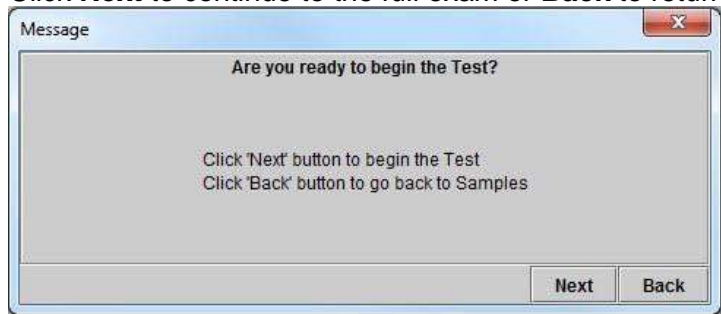 Click Next to continue to the full exam or Back to return
Message
X
Are you ready to begin the Test?
Click 'Next' button to begin the Test
Click 'Back' button to go back to Samples
Next Back